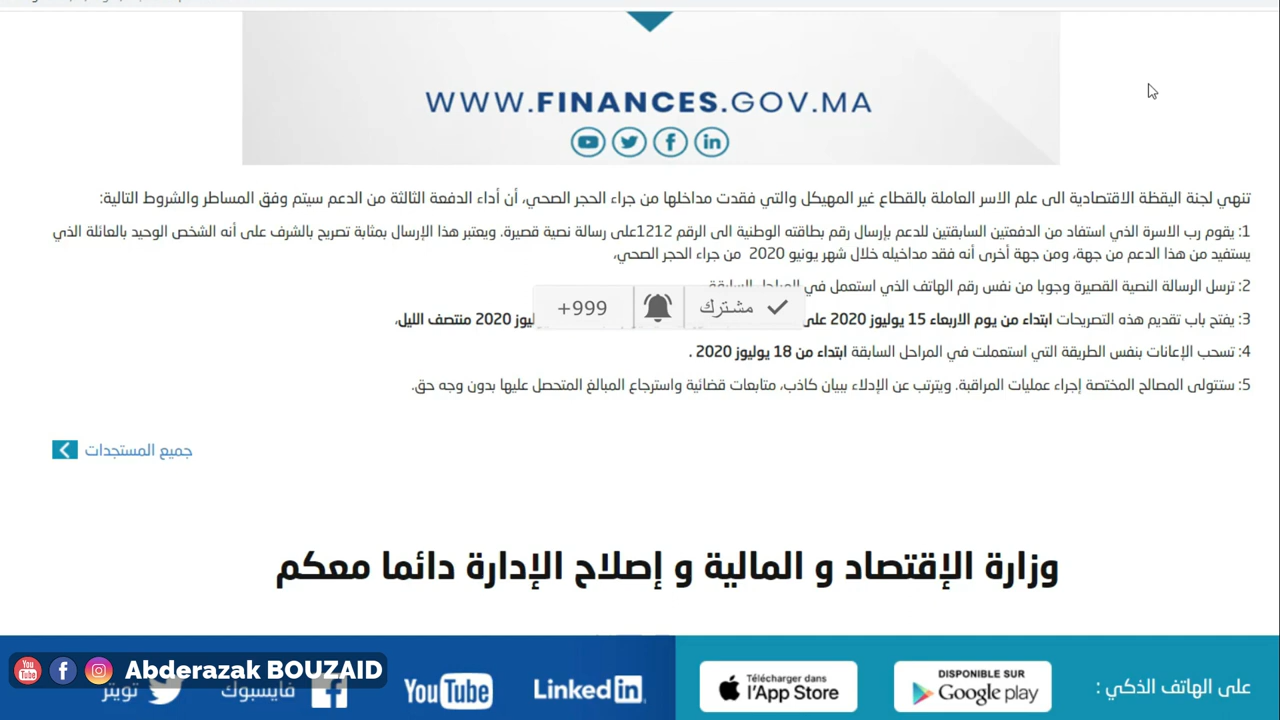 WWW.FINANCES.GOV.MA
تنهي لجنة اليقظة الاقتصادية الى علم الاسر العاملة بالقطاع غير المهيكل والتي فقدت مداخلها من جراء الحجر الصحي، أن أداء الدفعة الثالثة من الدعم سيتم وفق المساطر والشروط التالية:
1: يقوم رب الاسرة الذي استفاد من الدفعتين السابقتين للدعم بإرسال رقم بطاقته الوطنية الى الرقم 1212على رسالة نصية قصيرة. ويعتبر هذا الإرسال بمثابة تصريح بالشرف على أنه الشخص الوحيد بالعائلة الذي
يستفيد من هذا الدعم من جهة، ومن جهة أخرى أنه فقد مداخيله خلال شهر يونيو 2020 من جراء الحجر الصحي،
2: ترسل الرسالة النصية القصيرة وجوبا من نفس رقم الهاتف الذي استعمل في المراحل السابقة
3: يفتح باب تقديم هذه التصريحات ابتداء من يوم الاربعاء 15 يوليوز 2020 على ليوز 2020 منتصف الليل،
+999 مشترك
4: تسحب الإعانات بنفس الطريقة التي استعملت في المراحل السابقة ابتداء من 18 يوليوز 2020 .
5: ستتولى المصالح المختصة إجراء عمليات المراقبة. ويترتب عن الإدلاء ببيان كاذب، متابعات قضائية واسترجاع المبالغ المتحصل عليها بدون وجه حق.
جميع المستجدات
وزارة الإقتصاد و المالية و إصلاح الإدارة دائما معكم
على الهاتف الذكي :
DISPONIBLE SUR
Google play
Télécharger dans
l'App Store
LinkedIn
YouTube
فايسبوك
تويتر
You Tube
Abderazak BOUZAID